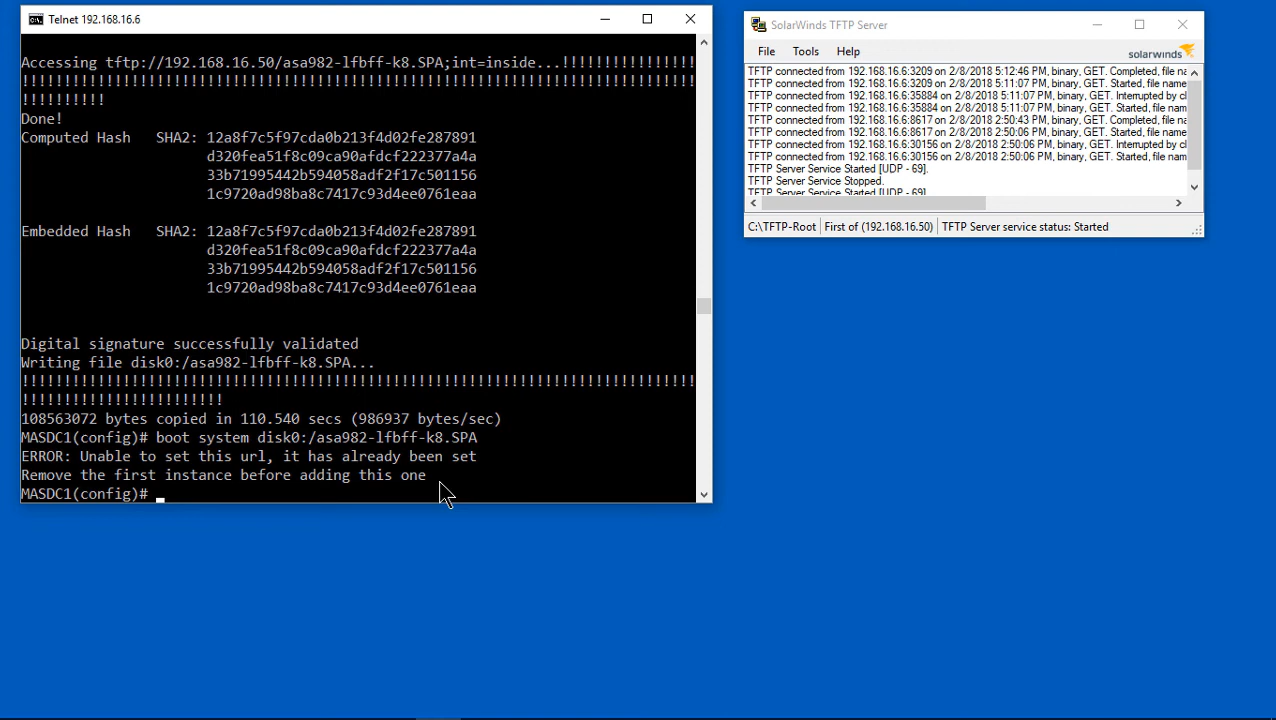 Telnet 192.168.16.6
Accessing tftp://192.168.16.50/asa982-lfbff-k8.SPA;int=inside...!!!!!!!!!!!!!!!!
!!!!!!!!!!!!!!!!!!!!!!!!!!!!!!!!!!!!!!!!!!!!!!!!!!!!!!!!!!!!!!!!!!!!!!!!!!!!!!!!
!!!!!!!!!!
Done!
Computed Hash   SHA2: 12a8f7c5f97cda0b213f4d02fe287891
d320fea51f8c09ca90afdcf222377a4a
33b71995442b594058adf2f17c501156
1c9720ad98ba8c7417c93d4ee0761eaa
Embedded Hash   SHA2: 12a8f7c5f97cda0b213f4d02fe287891
d320fea51f8c09ca90afdcf222377a4a
33b71995442b594058adf2f17c501156
1c9720ad98ba8c7417c93d4ee0761eaa
Digital signature successfully validated
Writing file disk0:/asa982-lfbff-k8.SPA...
!!!!!!!!!!!!!!!!!!!!!!!!!!!!!!!!!!!!!!!!!!!!!!!!!!!!!!!!!!!!!!!!!!!!!!!!!!!!!!!!
!!!!!!!!!!!!!!!!!!!!!!!!
108563072 bytes copied in 110.540 secs (986937 bytes/sec)
MASDC1(config)# boot system disk0:/asa982-lfbff-k8.SPA
ERROR: Unable to set this url, it has already been set
Remove the first instance before adding this one
MASDC1(config)#
SolarWinds TFTP Server
File Tools Help
solarwinds
TFTP connected from 192.168.16.6:3209 on 2/8/2018 5:12:46 PM, binary, GET. Completed, file na
TFTP connected from 192.168.16.6:3209 on 2/8/2018 5:11:07 PM, binary, GET. Started, file name
TFTP connected from 192.168.16.6:35884 on 2/8/2018 5:11:07 PM, binary, GET. Interrupted by cl
TFTP connected from 192.168.16.6:35884 on 2/8/2018 5:11:07 PM, binary, GET. Started, file nam
TFTP connected from 192.168.16.6:8617 on 2/8/2018 2:50:43 PM, binary, GET. Completed, file na
TFTP connected from 192.168.16.6:8617 on 2/8/2018 2:50:06 PM, binary, GET. Started, file name
TFTP connected from 192.168.16.6:30156 on 2/8/2018 2:50:06 PM, binary, GET. Interrupted by cl
TFTP connected from 192.168.16.6:30156 on 2/8/2018 2:50:06 PM, binary, GET. Started, file nam
TFTP Server Service Started [UDP - 69].
TFTP Server Service Stopped.
TFTP Server Service Started [UDP - 69]
C:\TFTP-Root First of (192.168.16.50) TFTP Server service status: Started